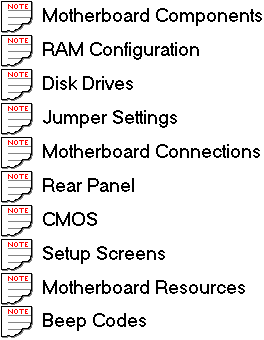 NOTE Motherboard Components
NOTE RAM Configuration
NOTE Disk Drives
NOTE Jumper Settings
NOTE Motherboard Connections
NOTE Rear Panel
NOTE CMOS
NOTE Setup Screens
NOTE Motherboard Resources
NOTE Beep Codes